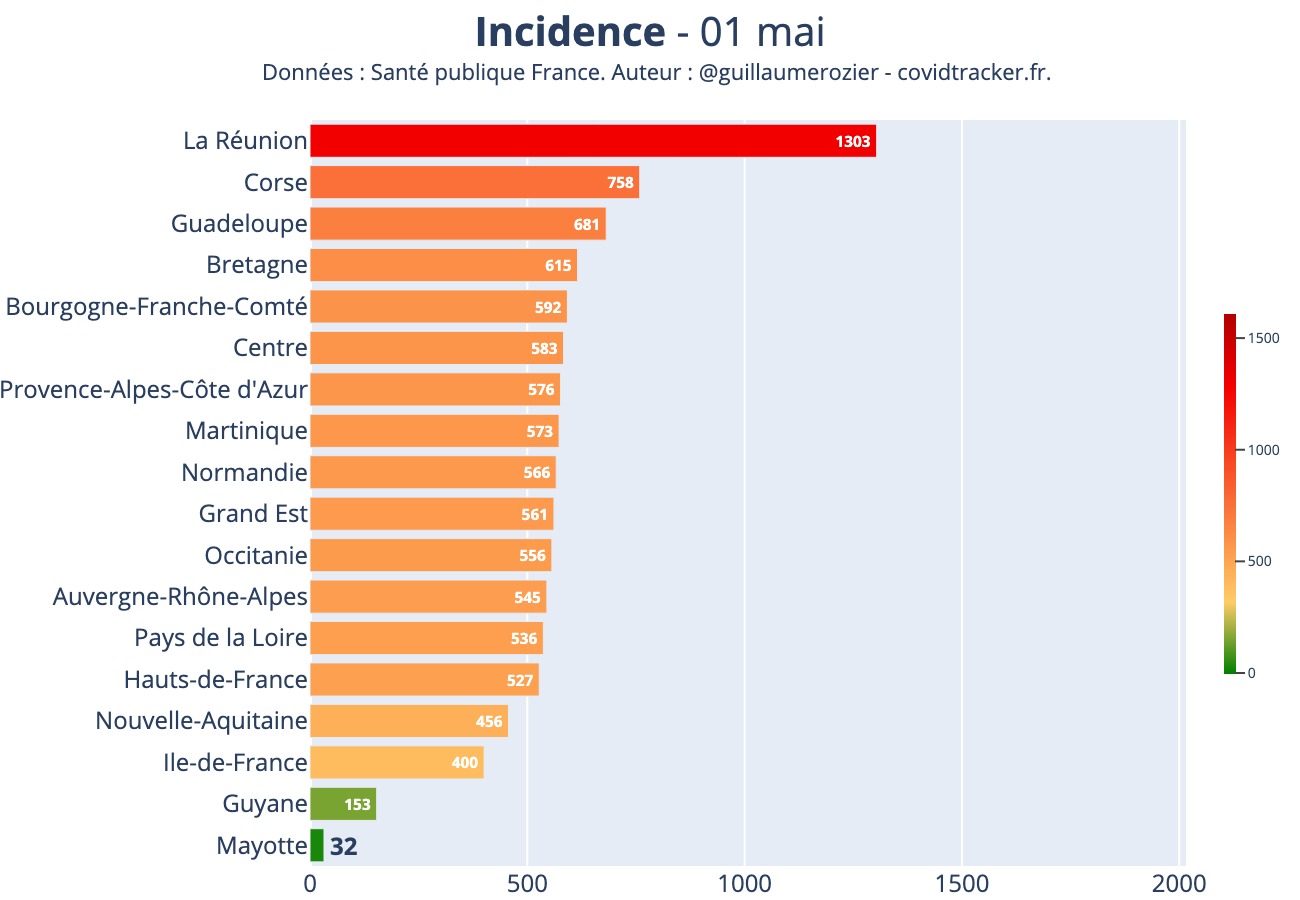 Incidence - 01 mai
Données : Santé publique France. Auteur : @guillaumerozier - covidtracker.fr.
La Réunion 1303
Corse 758
Guadeloupe 681
Bretagne 615
Bourgogne-Franche-Comté 592
Centre 583
Provence-Alpes-Côte d'Azur 576
Martinique 573
Normandie 566
Grand Est 561
Occitanie 556
Auvergne-Rhône-Alpes 545
Pays de la Loire 536
Hauts-de-France 527
Nouvelle-Aquitaine 456
Ile-de-France 400
Guyane 153
Mayotte 32
0 500 1000 1500 2000
1500
1000
500
0